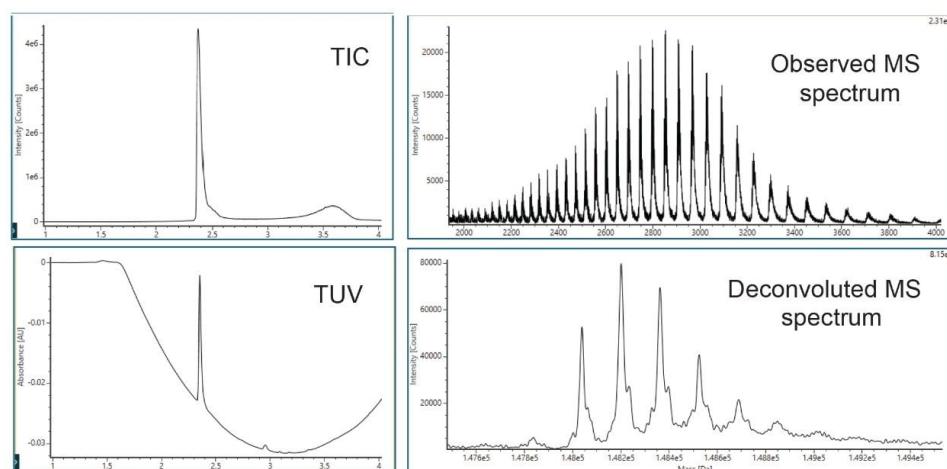 TIC
Intensity [Counts]
4e6
3e6
2e6
1e6
0
1
1.5
2
2.5
3
3.5
4
2.31e
Observed MS
spectrum
Intensity [Counts]
20000
15000
10000
5000
2000
2200
2400
2600
2800
3000
3200
3400
3600
3800
4000
TUV
Absorbance [AU]
0
-0.01
-0.02
-0.03
1
1.5
2
2.5
3
3.5
4
8.15e
Deconvoluted MS
spectrum
Intensity [Counts]
80000
60000
40000
20000
1.476e5
1.478e5
1.48e5
1.482e5
1.484e5
1.486e5
1.488e5
1.49e5
1.492e5
1.494e5